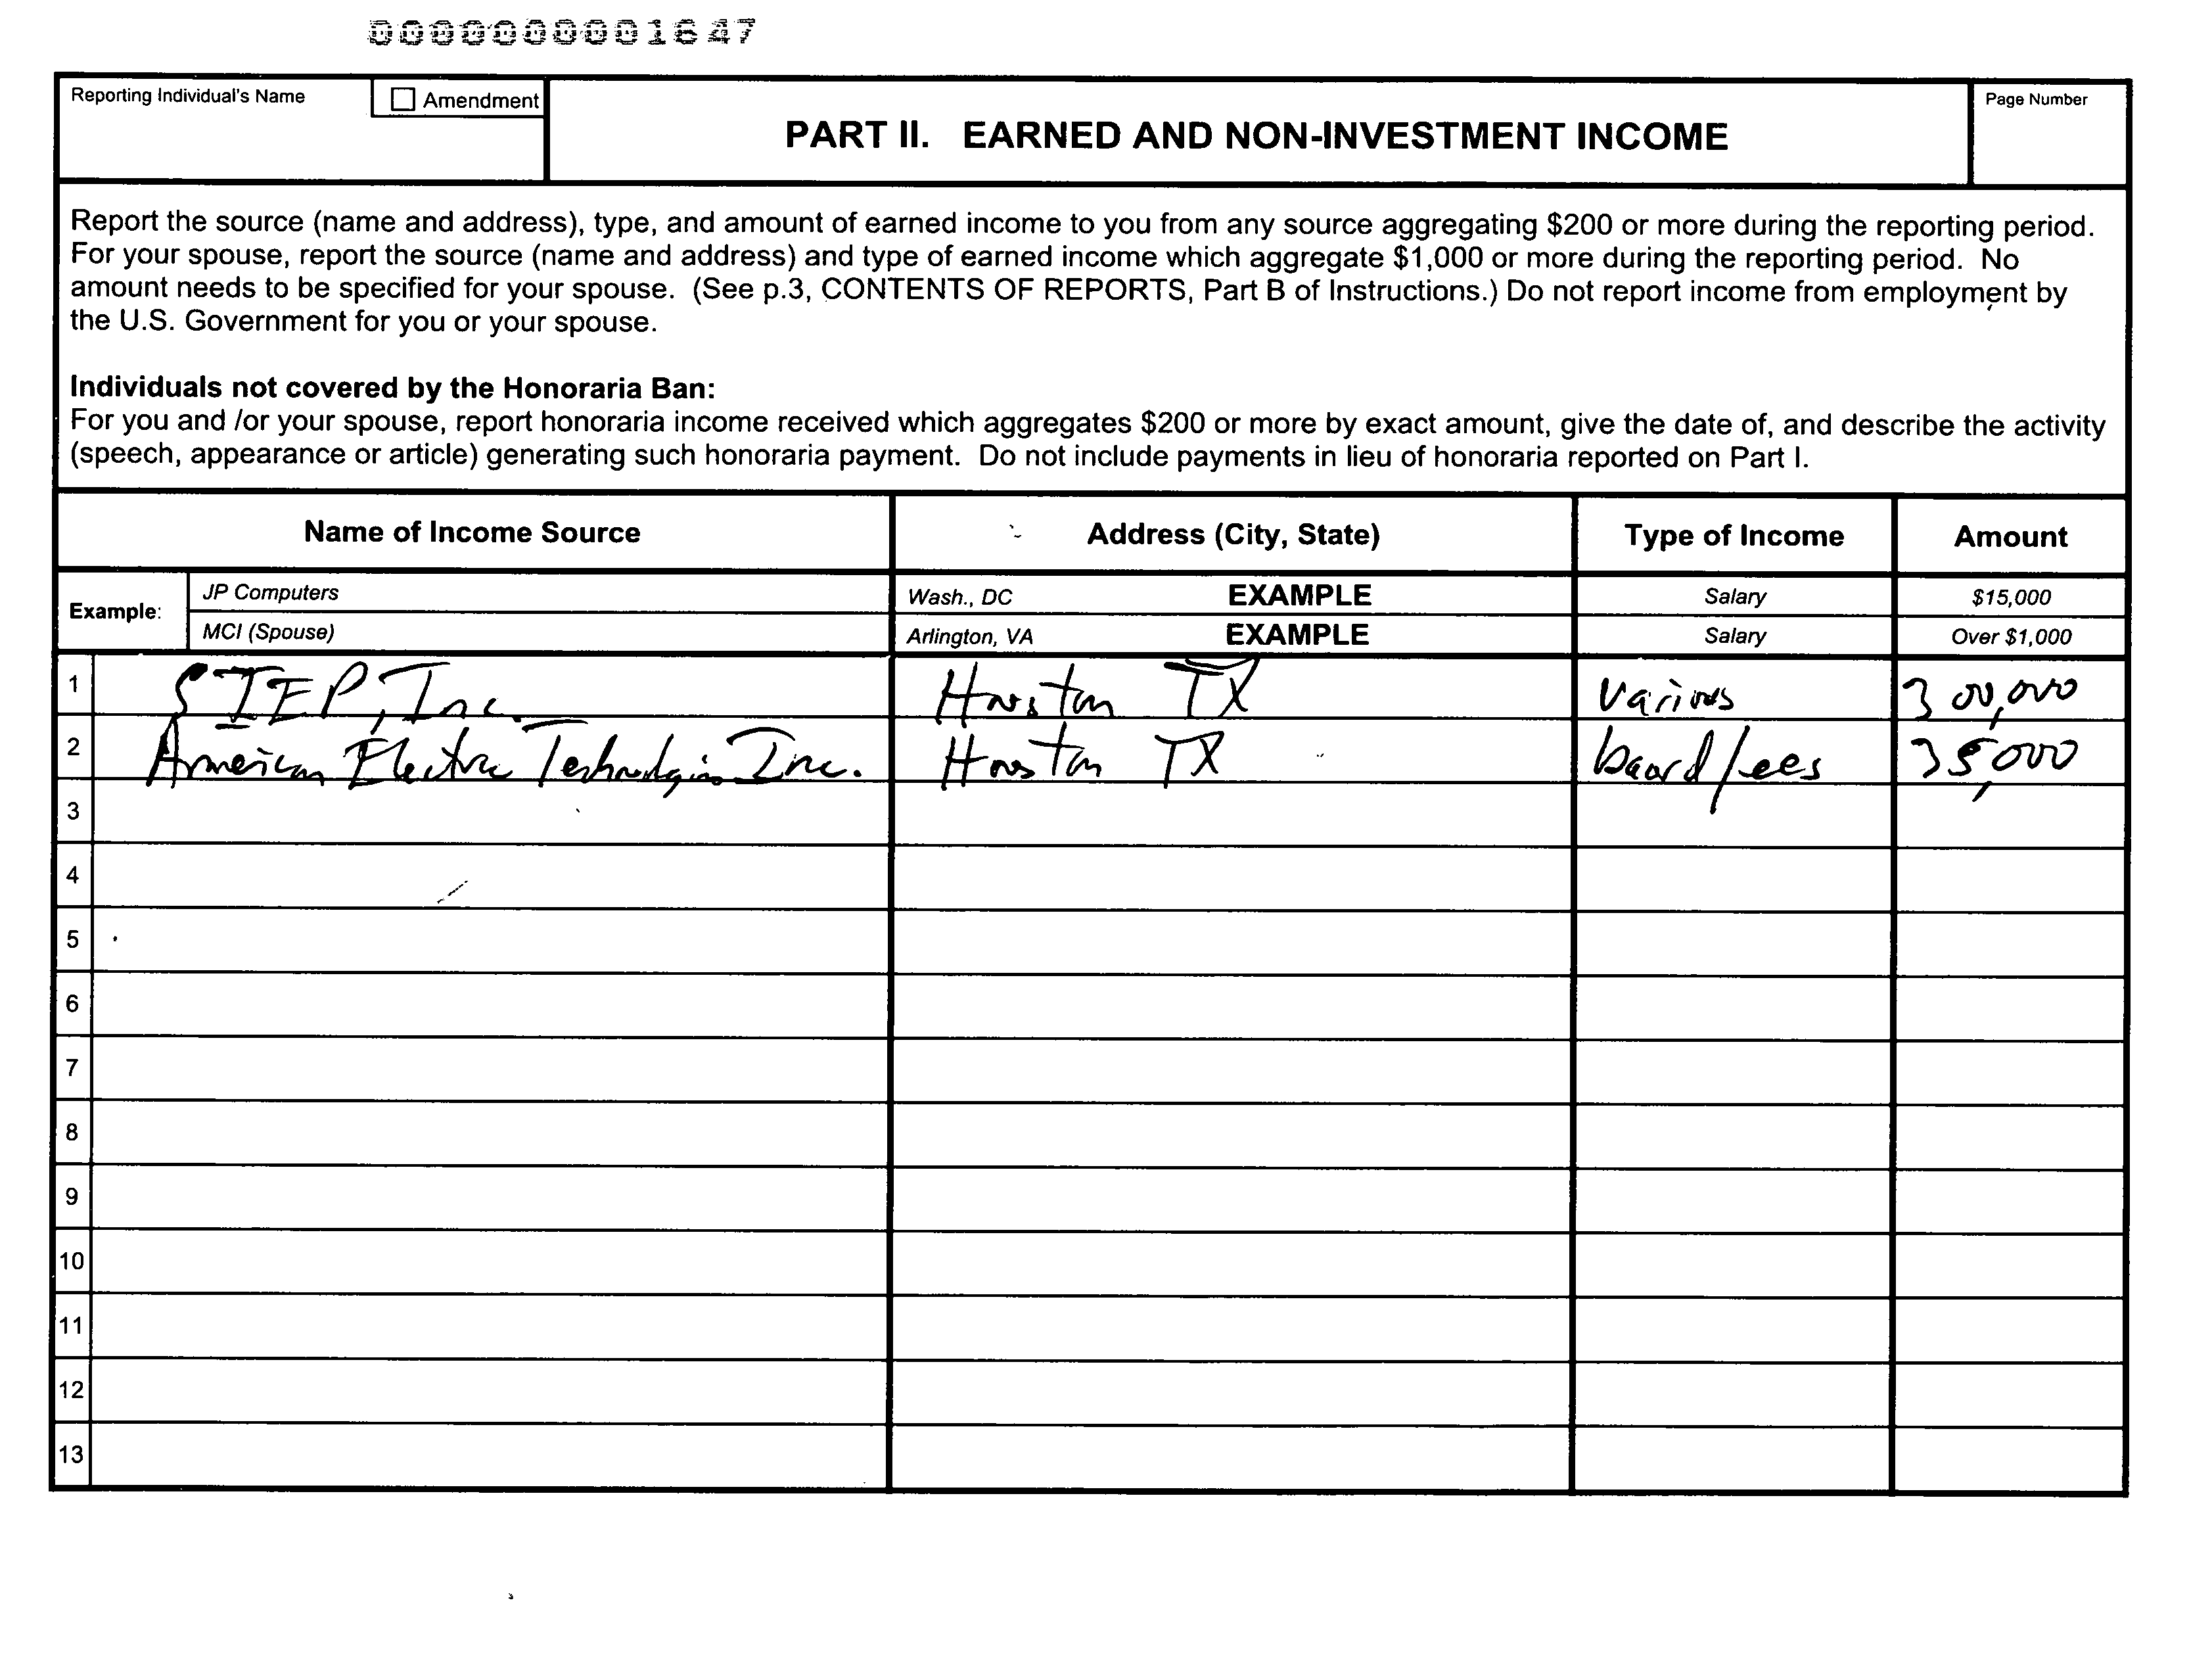 0000000001647
Reporting Individual's Name
Amendment
PART II. EARNED AND NON-INVESTMENT INCOME
Page Number
Report the source (name and address), type, and amount of earned income to you from any source aggregating $200 or more during the reporting period.
For your spouse, report the source (name and address) and type of earned income which aggregate $1,000 or more during the reporting period. No
amount needs to be specified for your spouse. (See p.3, CONTENTS OF REPORTS, Part B of Instructions.) Do not report income from employment by
the U.S. Government for you or your spouse.
Individuals not covered by the Honoraria Ban:
For you and /or your spouse, report honoraria income received which aggregates $200 or more by exact amount, give the date of, and describe the activity
(speech, appearance or article) generating such honoraria payment. Do not include payments in lieu of honoraria reported on Part I.
Name of Income Source Address (City, State) Type of Income Amount
Example: JP Computers Wash., DC EXAMPLE Salary $15,000
MCI (Spouse) Arlington, VA EXAMPLE Salary Over $1,000
1 STEP, Inc. Houston TX various 300,000
2 American Electric Technologies Inc. Houston TX board fees 35,000
3
4
5
6
7
8
9
10
11
12
13